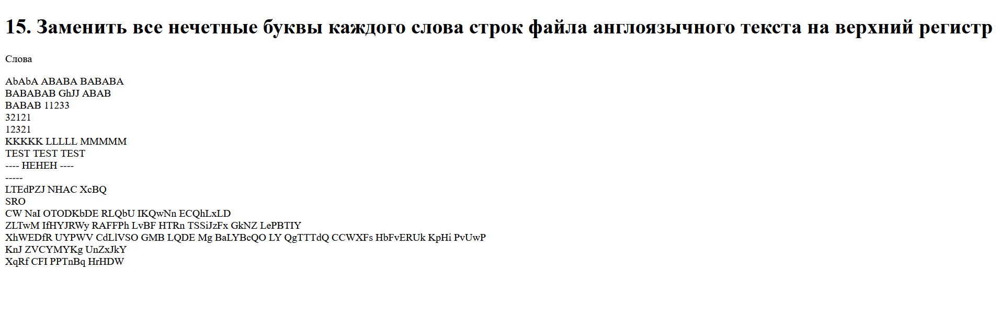 15. Заменить все нечетные буквы каждого слова строк файла англоязычного текста на верхний регистр
Слова
AbAbA ABABA BABABA
BABABAB GhJJ ABAB
BABAB 11233
32121
12321
KKKKK LLLLL MMMMM
TEST TEST TEST
---- HEHEH ----
-----
LTEdPZJ NHAC XcBQ
SRO
CW NaI OTODKbDE RLQbU IKQwNn ECQhLxLD
ZLTwM IfHYJRWy RAFFPh LvBF HTRn TSSiJzFx GkNZ LePBTIY
XhWEDfR UYPWV CdLlVSO GMB LQDE Mg BaLYBcQO LY QgTTTdQ CCWXFs HbFvERUk KpHi PvUwP
KnJ ZVCYMYKg UnZxJkY
XqRf CFI PPTnBq HrHDW